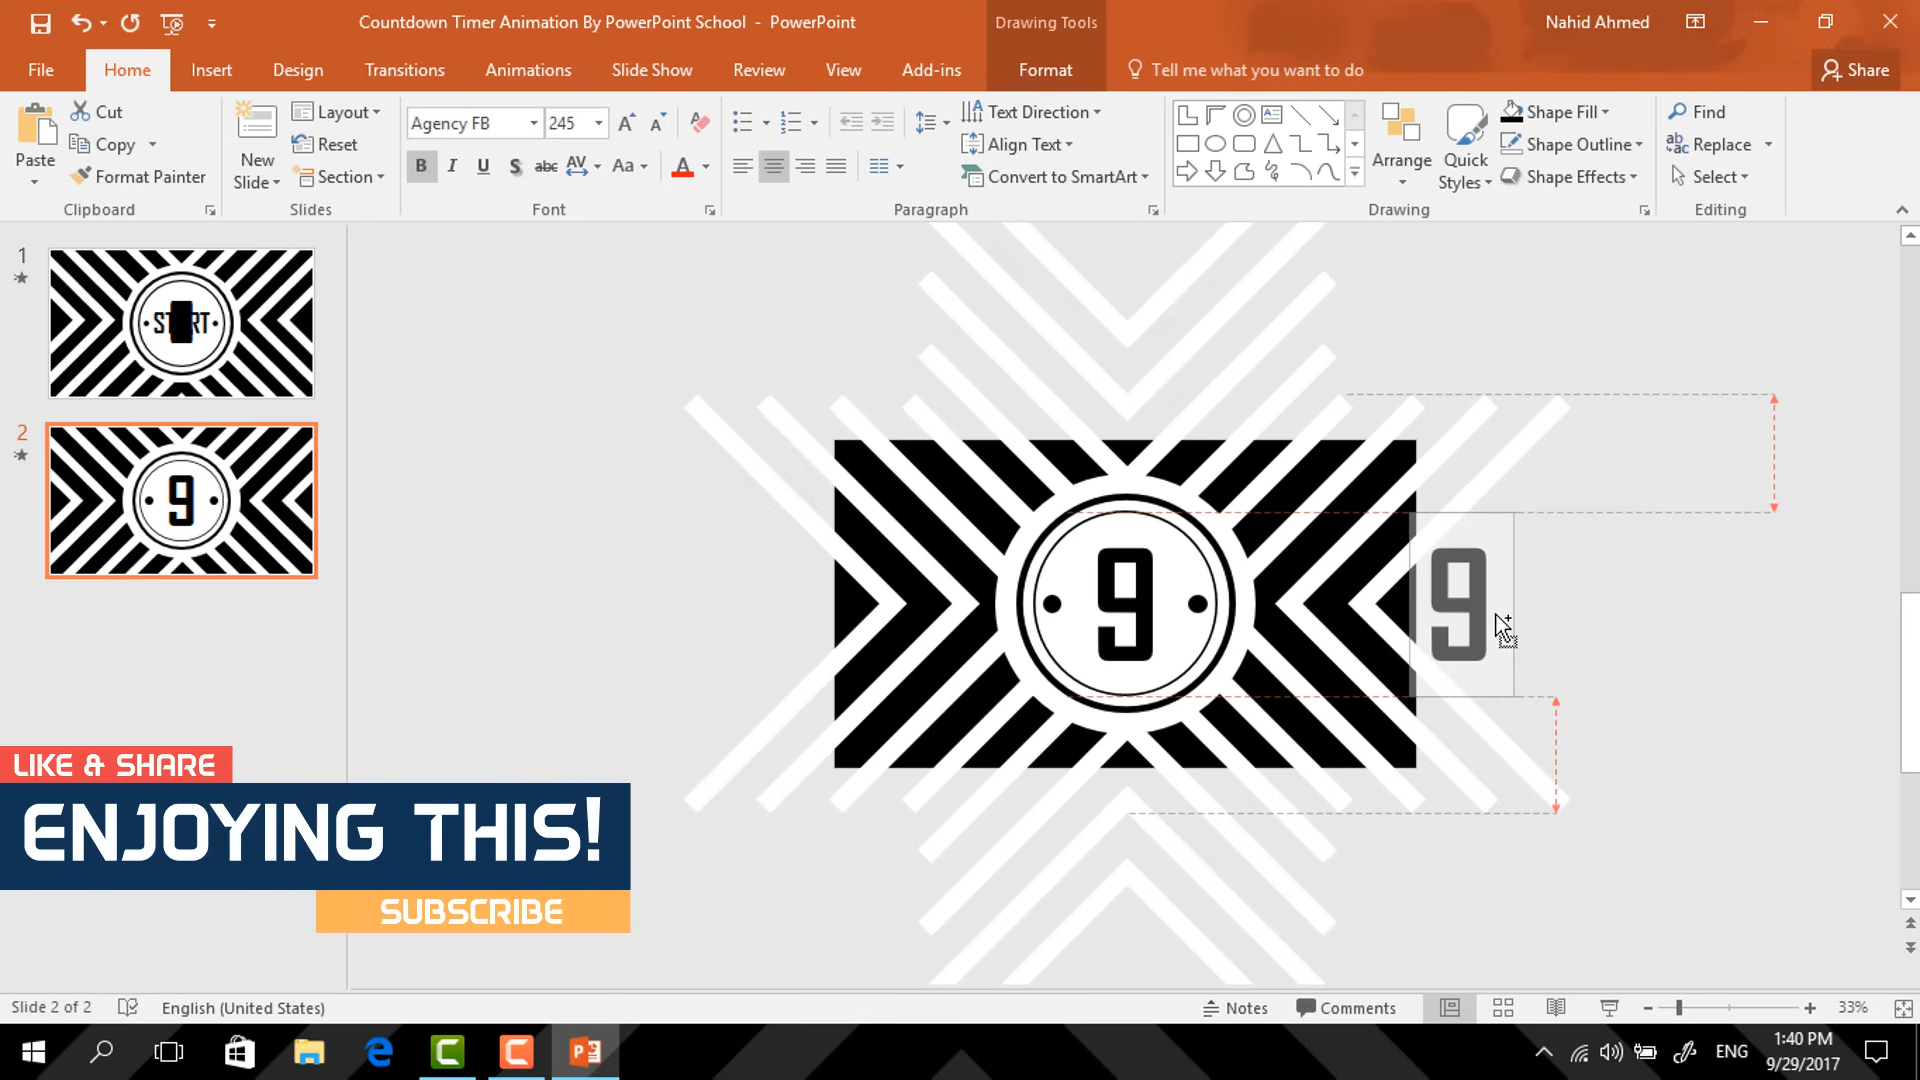 Countdown Timer Animation By PowerPoint School - PowerPoint
Drawing Tools
Nahid Ahmed
File
Home
Insert
Design
Transitions
Animations
Slide Show
Review
View
Add-ins
Format
Tell me what you want to do
Share
Paste
Cut
Copy
Format Painter
Clipboard
New
Slide
Layout
Reset
Section
Slides
Agency FB
245
B I U S abc AV Aa A
Font
Text Direction
Align Text
Convert to SmartArt
Paragraph
Arrange
Quick
Styles
Shape Fill
Shape Outline
Shape Effects
Drawing
Find
Replace
Select
Editing
1
2
9
9
9
LIKE & SHARE
ENJOYING THIS!
SUBSCRIBE
Slide 2 of 2
English (United States)
Notes
Comments
33%
ENG
1:40 PM
9/29/2017